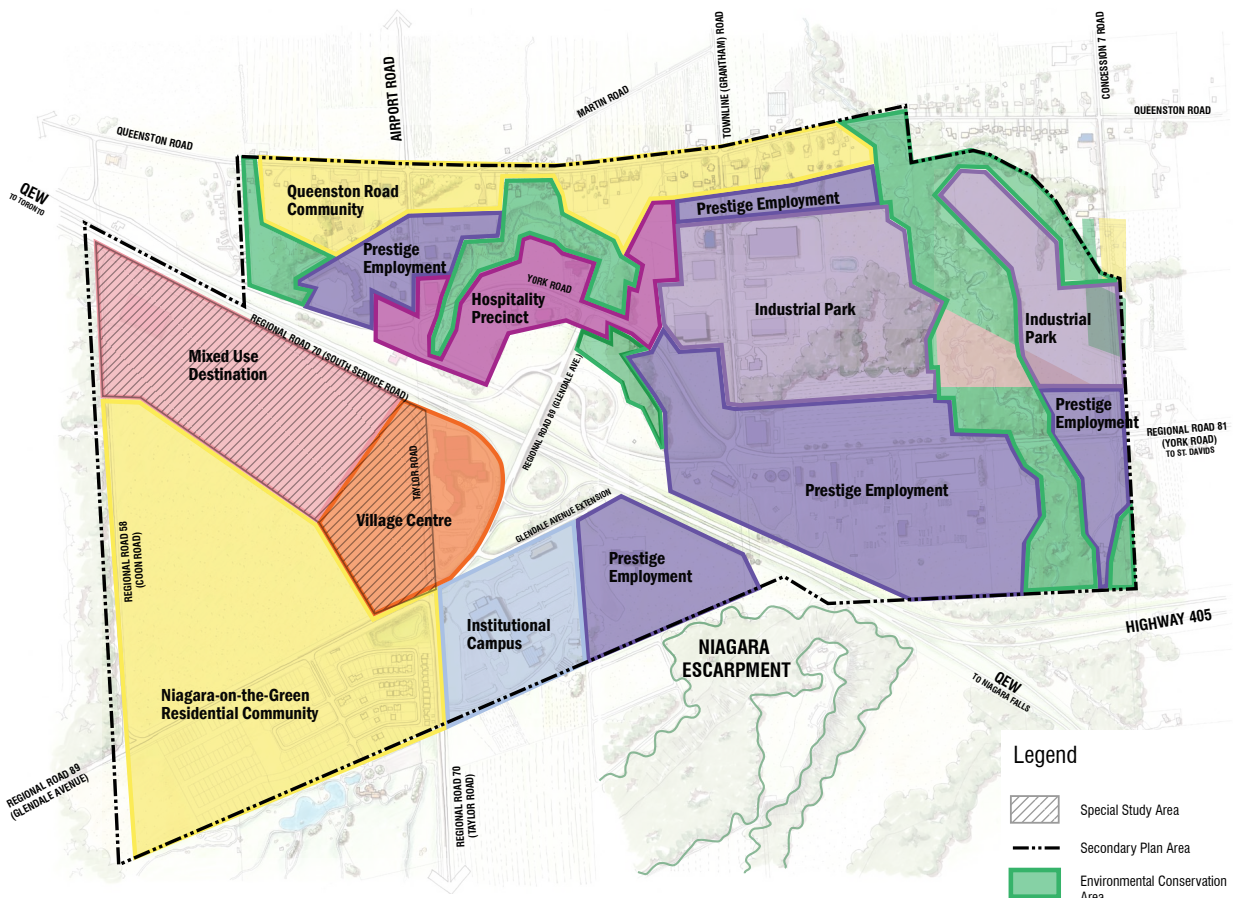 AIRPORT ROAD
MARTIN ROAD
TOWNLINE (GRANTHAM) ROAD
CONCESSION 7 ROAD
QUEENSTON ROAD
QUEENSTON ROAD
QEW
TO TORONTO
Queenston Road
Community
Prestige Employment
Prestige
Employment
YORK ROAD
Hospitality
Precinct
Industrial Park
Industrial
Park
REGIONAL ROAD 70 (SOUTH SERVICE ROAD)
Mixed Use
Destination
REGIONAL ROAD 89 (GLENDALE AVE.)
Prestige
Employment
REGIONAL ROAD 81
(YORK ROAD)
TO ST. DAVIDS
TAYLOR ROAD
Village Centre
Prestige Employment
GLENDALE AVENUE EXTENSION
REGIONAL ROAD 58
(COON ROAD)
Prestige
Employment
Institutional
Campus
HIGHWAY 405
NIAGARA
ESCARPMENT
QEW
TO NIAGARA FALLS
Niagara-on-the-Green
Residential Community
REGIONAL ROAD 89
(GLENDALE AVENUE)
REGIONAL ROAD 70
(TAYLOR ROAD)
Legend
Special Study Area
Secondary Plan Area
Environmental Conservation
Area